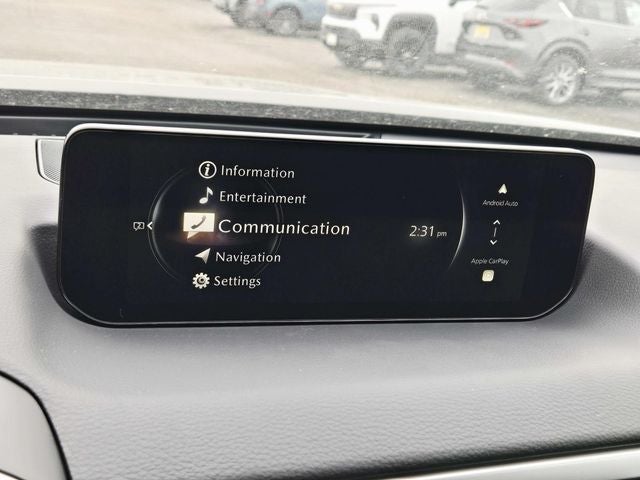 Information
Entertainment
Communication
Navigation
Settings
2:31 pm
Android Auto
Apple CarPlay